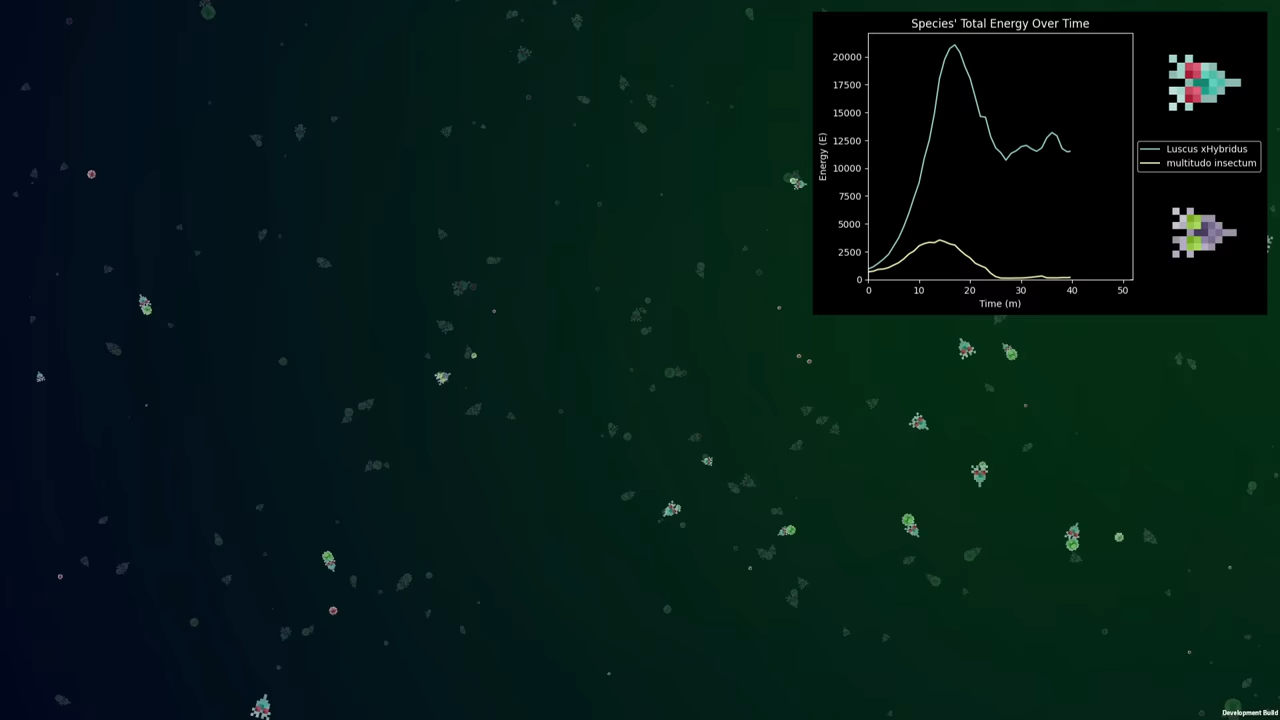 Species' Total Energy Over Time
20000
17500
15000
12500
10000
7500
5000
2500
0
Energy (E)
0 10 20 30 40 50
Time (m)
Luscus xHybridus
multitudo insectum
Development Build